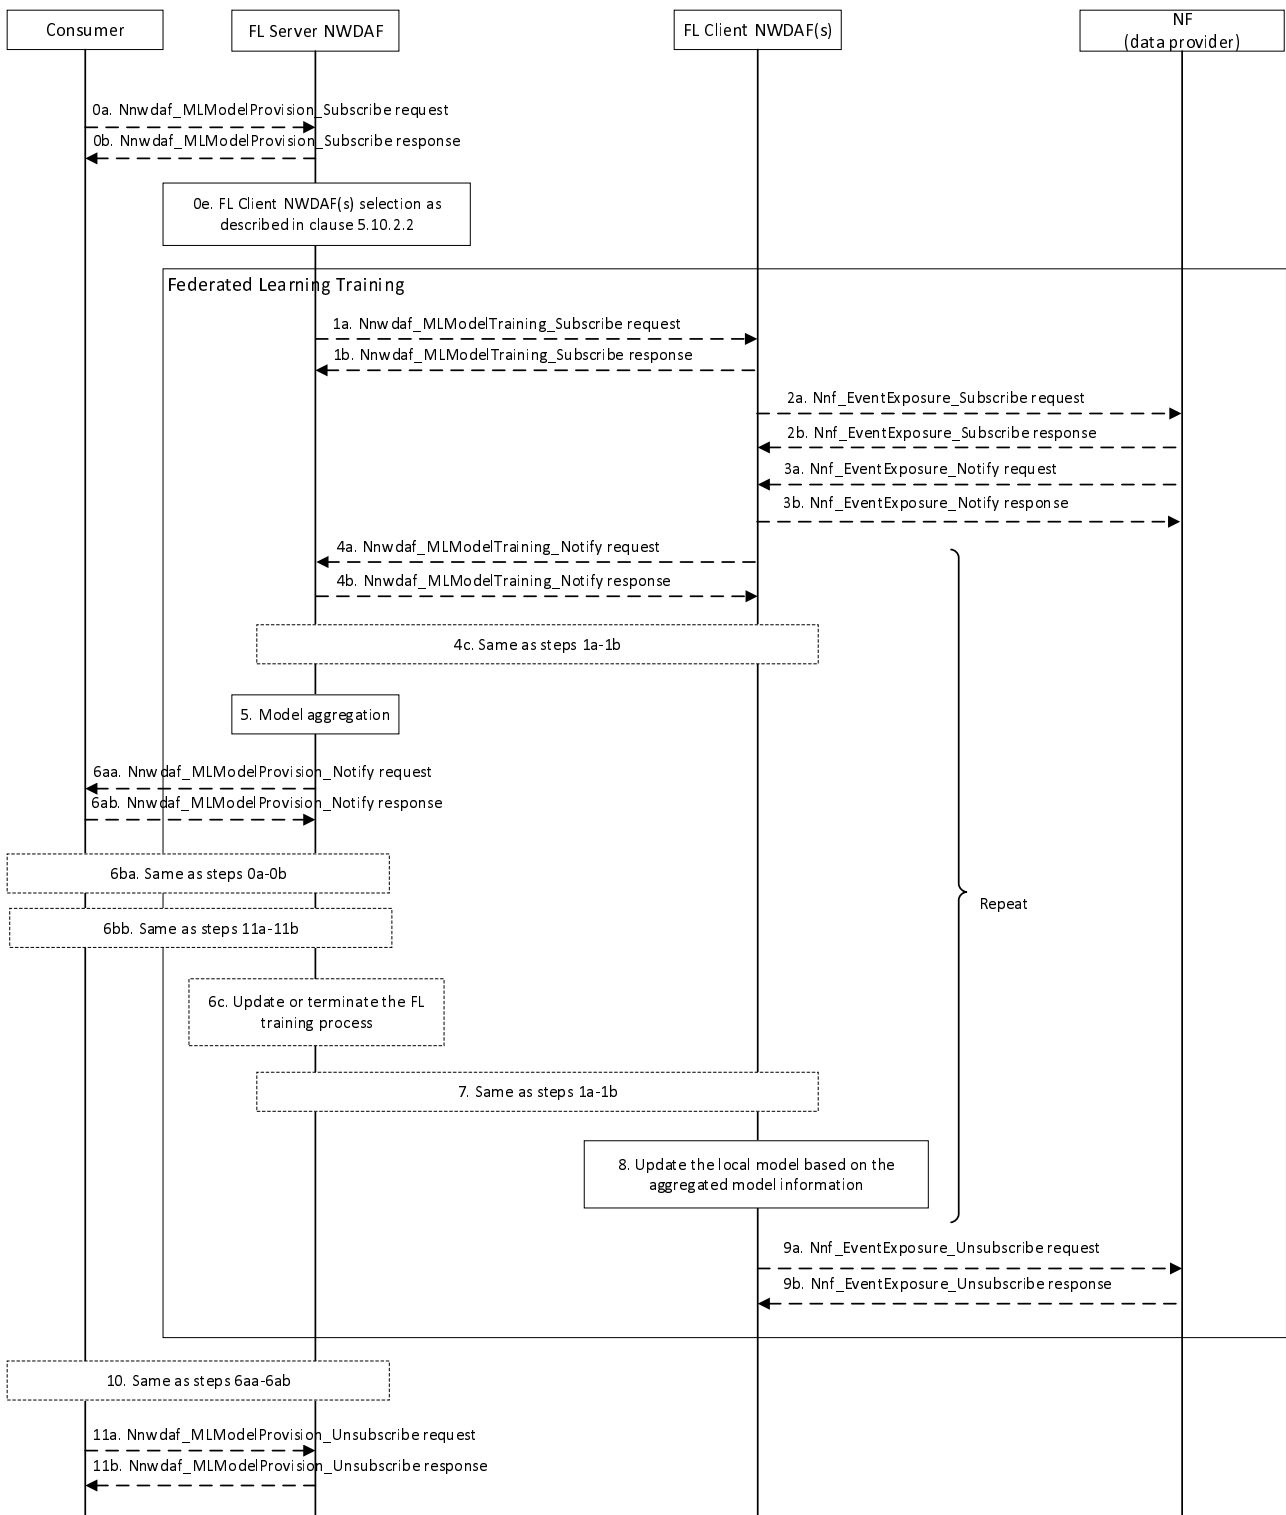 Consumer
FL Server NWDAF
FL Client NWDAF(s)
NF
(data provider)
0a. Nnwdaf_MLModelProvision_Subscribe request
0b. Nnwdaf_MLModelProvision_Subscribe response
0e. FL Client NWDAF(s) selection as
described in clause 5.10.2.2
Federated Learning Training
1a. Nnwdaf_MLModelTraining_Subscribe request
1b. Nnwdaf_MLModelTraining_Subscribe response
2a. Nnf_EventExposure_Subscribe request
2b. Nnf_EventExposure_Subscribe response
3a. Nnf_EventExposure_Notify request
3b. Nnf_EventExposure_Notify response
4a. Nnwdaf_MLModelTraining_Notify request
4b. Nnwdaf_MLModelTraining_Notify response
4c. Same as steps 1a-1b
5. Model aggregation
6aa. Nnwdaf_MLModelProvision_Notify request
6ab. Nnwdaf_MLModelProvision_Notify response
6ba. Same as steps 0a-0b
Repeat
6bb. Same as steps 11a-11b
6c. Update or terminate the FL
training process
7. Same as steps 1a-1b
8. Update the local model based on the
aggregated model information
9a. Nnf_EventExposure_Unsubscribe request
9b. Nnf_EventExposure_Unsubscribe response
10. Same as steps 6aa-6ab
11a. Nnwdaf_MLModelProvision_Unsubscribe request
11b. Nnwdaf_MLModelProvision_Unsubscribe response